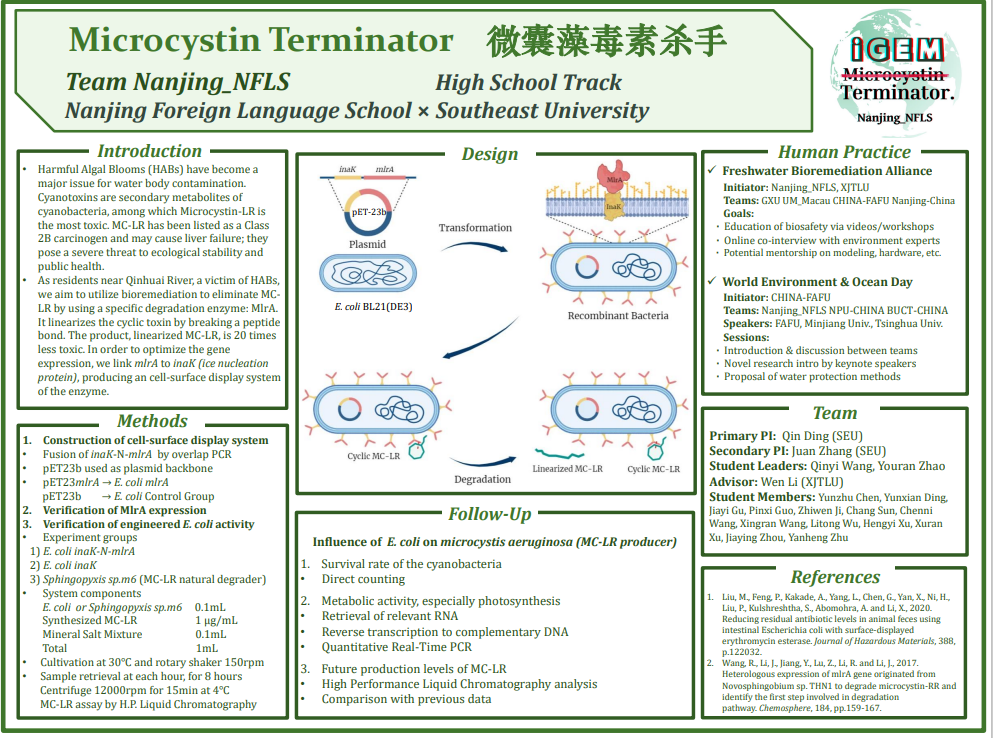 Microcystin Terminator 微囊藻毒素杀手
Team Nanjing_NFLS High School Track
Nanjing Foreign Language School × Southeast University
iGEM
Microcystin
Terminator.
Nanjing_NFLS
Introduction
• Harmful Algal Blooms (HABs) have become a
major issue for water body contamination.
Cyanotoxins are secondary metabolites of
cyanobacteria, among which Microcystin-LR is
the most toxic. MC-LR has been listed as a Class
2B carcinogen and may cause liver failure; they
pose a severe threat to ecological stability and
public health.
• As residents near Qinhuai River, a victim of HABs,
we aim to utilize bioremediation to eliminate MC-
LR by using a specific degradation enzyme: MlrA.
It linearizes the cyclic toxin by breaking a peptide
bond. The product, linearized MC-LR, is 20 times
less toxic. In order to optimize the gene
expression, we link mlrA to inaK (ice nucleation
protein), producing an cell-surface display system
of the enzyme.
Methods
1. Construction of cell-surface display system
• Fusion of inaK-N-mlrA by overlap PCR
• pET23b used as plasmid backbone
• pET23mlrA → E. coli mlrA
pET23b → E. coli Control Group
2. Verification of MlrA expression
3. Verification of engineered E. coli activity
• Experiment groups
1) E. coli inaK-N-mlrA
2) E. coli inaK
3) Sphingopyxis sp.m6 (MC-LR natural degrader)
• System components
E. coli or Sphingopyxis sp.m6 0.1mL
Synthesized MC-LR 1 μg/mL
Mineral Salt Mixture 0.1mL
Total 1mL
• Cultivation at 30℃ and rotary shaker 150rpm
• Sample retrieval at each hour, for 8 hours
Centrifuge 12000rpm for 15min at 4℃
MC-LR assay by H.P. Liquid Chromatography
Design
inaK mlrA
pET-23b
Plasmid
E. coli BL21(DE3)
Transformation
MlrA
InaK
Recombinant Bacteria
Cyclic MC-LR
Degradation
Linearized MC-LR
Cyclic MC-LR
Follow-Up
Influence of E. coli on microcystis aeruginosa (MC-LR producer)
1. Survival rate of the cyanobacteria
• Direct counting
2. Metabolic activity, especially photosynthesis
• Retrieval of relevant RNA
• Reverse transcription to complementary DNA
• Quantitative Real-Time PCR
3. Future production levels of MC-LR
• High Performance Liquid Chromatography analysis
• Comparison with previous data
Human Practice
✓ Freshwater Bioremediation Alliance
Initiator: Nanjing_NFLS, XJTLU
Teams: GXU UM_Macau CHINA-FAFU Nanjing-China
Goals:
• Education of biosafety via videos/workshops
• Online co-interview with environment experts
• Potential mentorship on modeling, hardware, etc.
✓ World Environment & Ocean Day
Initiator: CHINA-FAFU
Teams: Nanjing_NFLS NPU-CHINA BUCT-CHINA
Speakers: FAFU, Minjiang Univ., Tsinghua Univ.
Sessions:
• Introduction & discussion between teams
• Novel research intro by keynote speakers
• Proposal of water protection methods
Team
Primary PI: Qin Ding (SEU)
Secondary PI: Juan Zhang (SEU)
Student Leaders: Qinyi Wang, Youran Zhao
Advisor: Wen Li (XJTLU)
Student Members: Yunzhu Chen, Yunxian Ding,
Jiayi Gu, Pinxi Guo, Zhiwen Ji, Chang Sun, Chenni
Wang, Xingran Wang, Litong Wu, Hengyi Xu, Xuran
Xu, Jiaying Zhou, Yanheng Zhu
References
1. Liu, M., Feng, P., Kakade, A., Yang, L., Chen, G., Yan, X., Ni, H.,
Liu, P., Kulshreshtha, S., Abomohra, A. and Li, X., 2020.
Reducing residual antibiotic levels in animal feces using
intestinal Escherichia coli with surface-displayed
erythromycin esterase. Journal of Hazardous Materials, 388,
p.122032.
2. Wang, R., Li, J., Jiang, Y., Lu, Z., Li, R. and Li, J., 2017.
Heterologous expression of mlrA gene originated from
Novosphingobium sp. THN1 to degrade microcystin-RR and
identify the first step involved in degradation
pathway. Chemosphere, 184, pp.159-167.